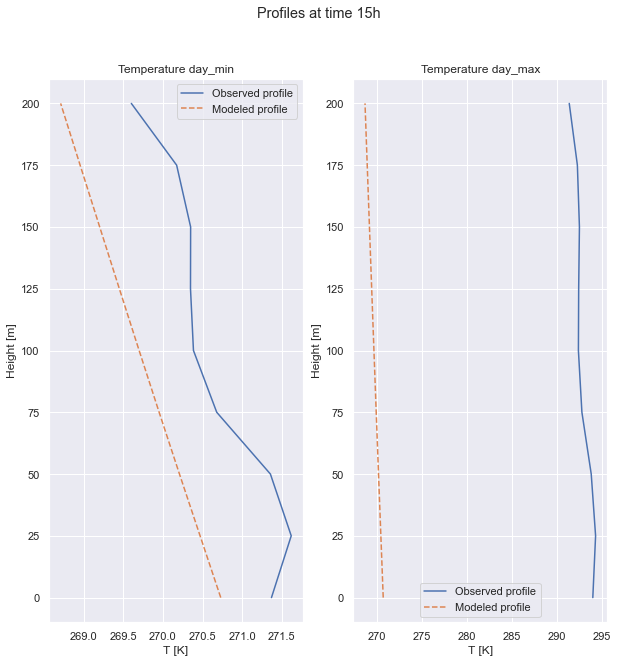 Profiles at time 15h
Temperature day_min
Observed profile
Modeled profile
200
175
150
125
100
75
50
25
0
Height [m]
269.0 269.5 270.0 270.5 271.0 271.5
T [K]
Temperature day_max
200
175
150
125
100
75
50
25
0
Height [m]
Observed profile
Modeled profile
270 275 280 285 290 295
T [K]